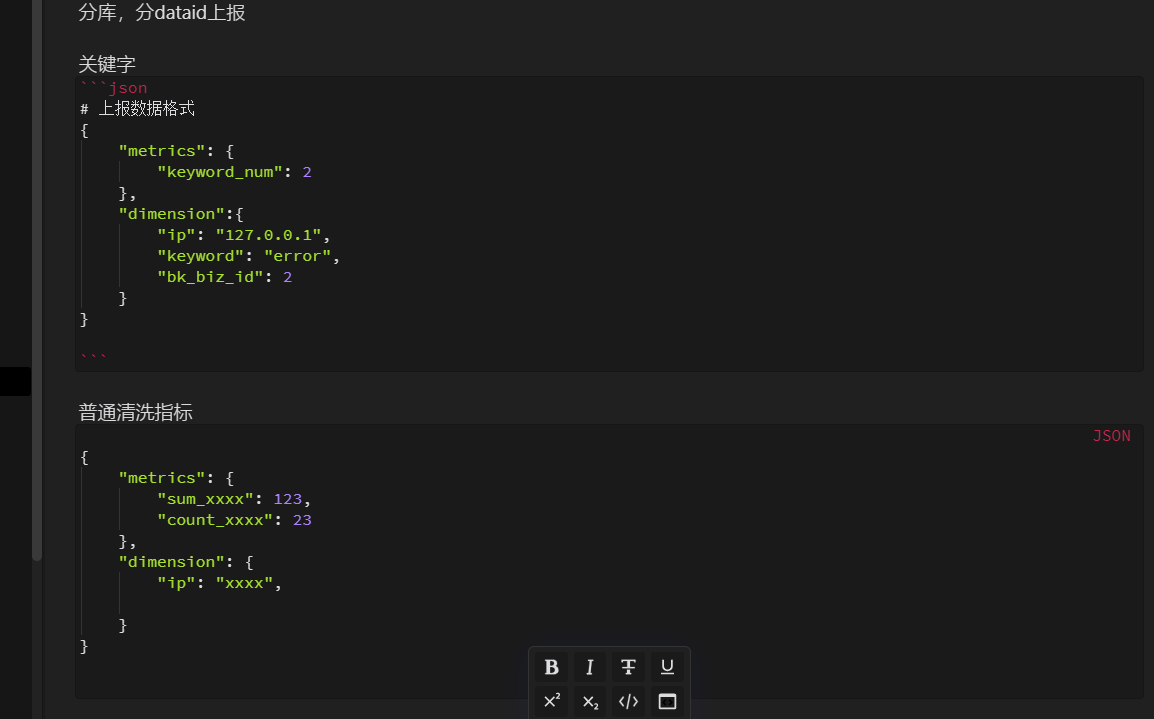 分库，分dataid上报
关键字
```json
# 上报数据格式
{
    "metrics": {
        "keyword_num": 2
    },
    "dimension":{
        "ip": "127.0.0.1",
        "keyword": "error",
        "bk_biz_id": 2
    }
}
```
普通清洗指标
JSON
{
    "metrics": {
        "sum_xxxx": 123,
        "count_xxxx": 23
    },
    "dimension": {
        "ip": "xxxx",
    }
}
B I T U
×² ×₂ </>